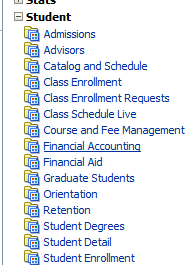 Stats
Student
Admissions
Advisors
Catalog and Schedule
Class Enrollment
Class Enrollment Requests
Class Schedule Live
Course and Fee Management
Financial Accounting
Financial Aid
Graduate Students
Orientation
Retention
Student Degrees
Student Detail
Student Enrollment